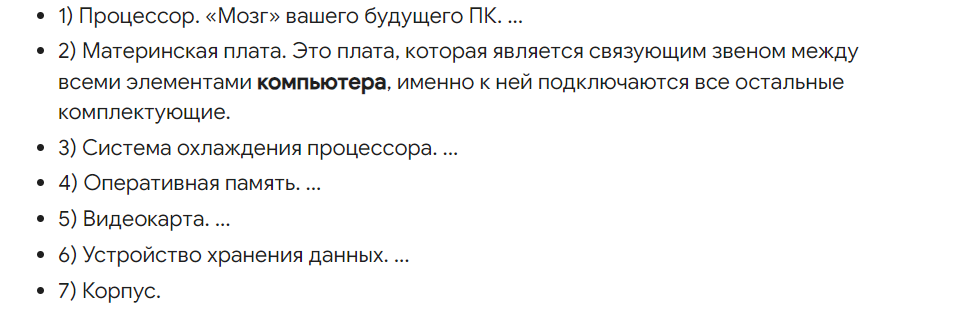 1) Процессор. «Мозг» вашего будущего ПК. ...
2) Материнская плата. Это плата, которая является связующим звеном между
всеми элементами компьютера, именно к ней подключаются все остальные
комплектующие.
3) Система охлаждения процессора. ...
4) Оперативная память. ...
5) Видеокарта. ...
6) Устройство хранения данных. ...
7) Корпус.